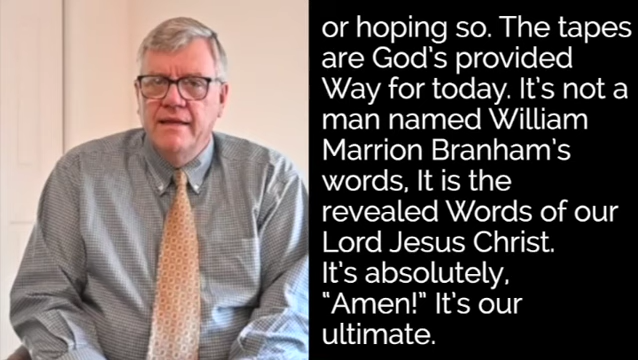 or hoping so. The tapes
are God's provided
Way for today. It's not a
man named William
Marrion Branham's
words, It is the
revealed Words of our
Lord Jesus Christ.
It's absolutely,
"Amen!" It's our
ultimate.